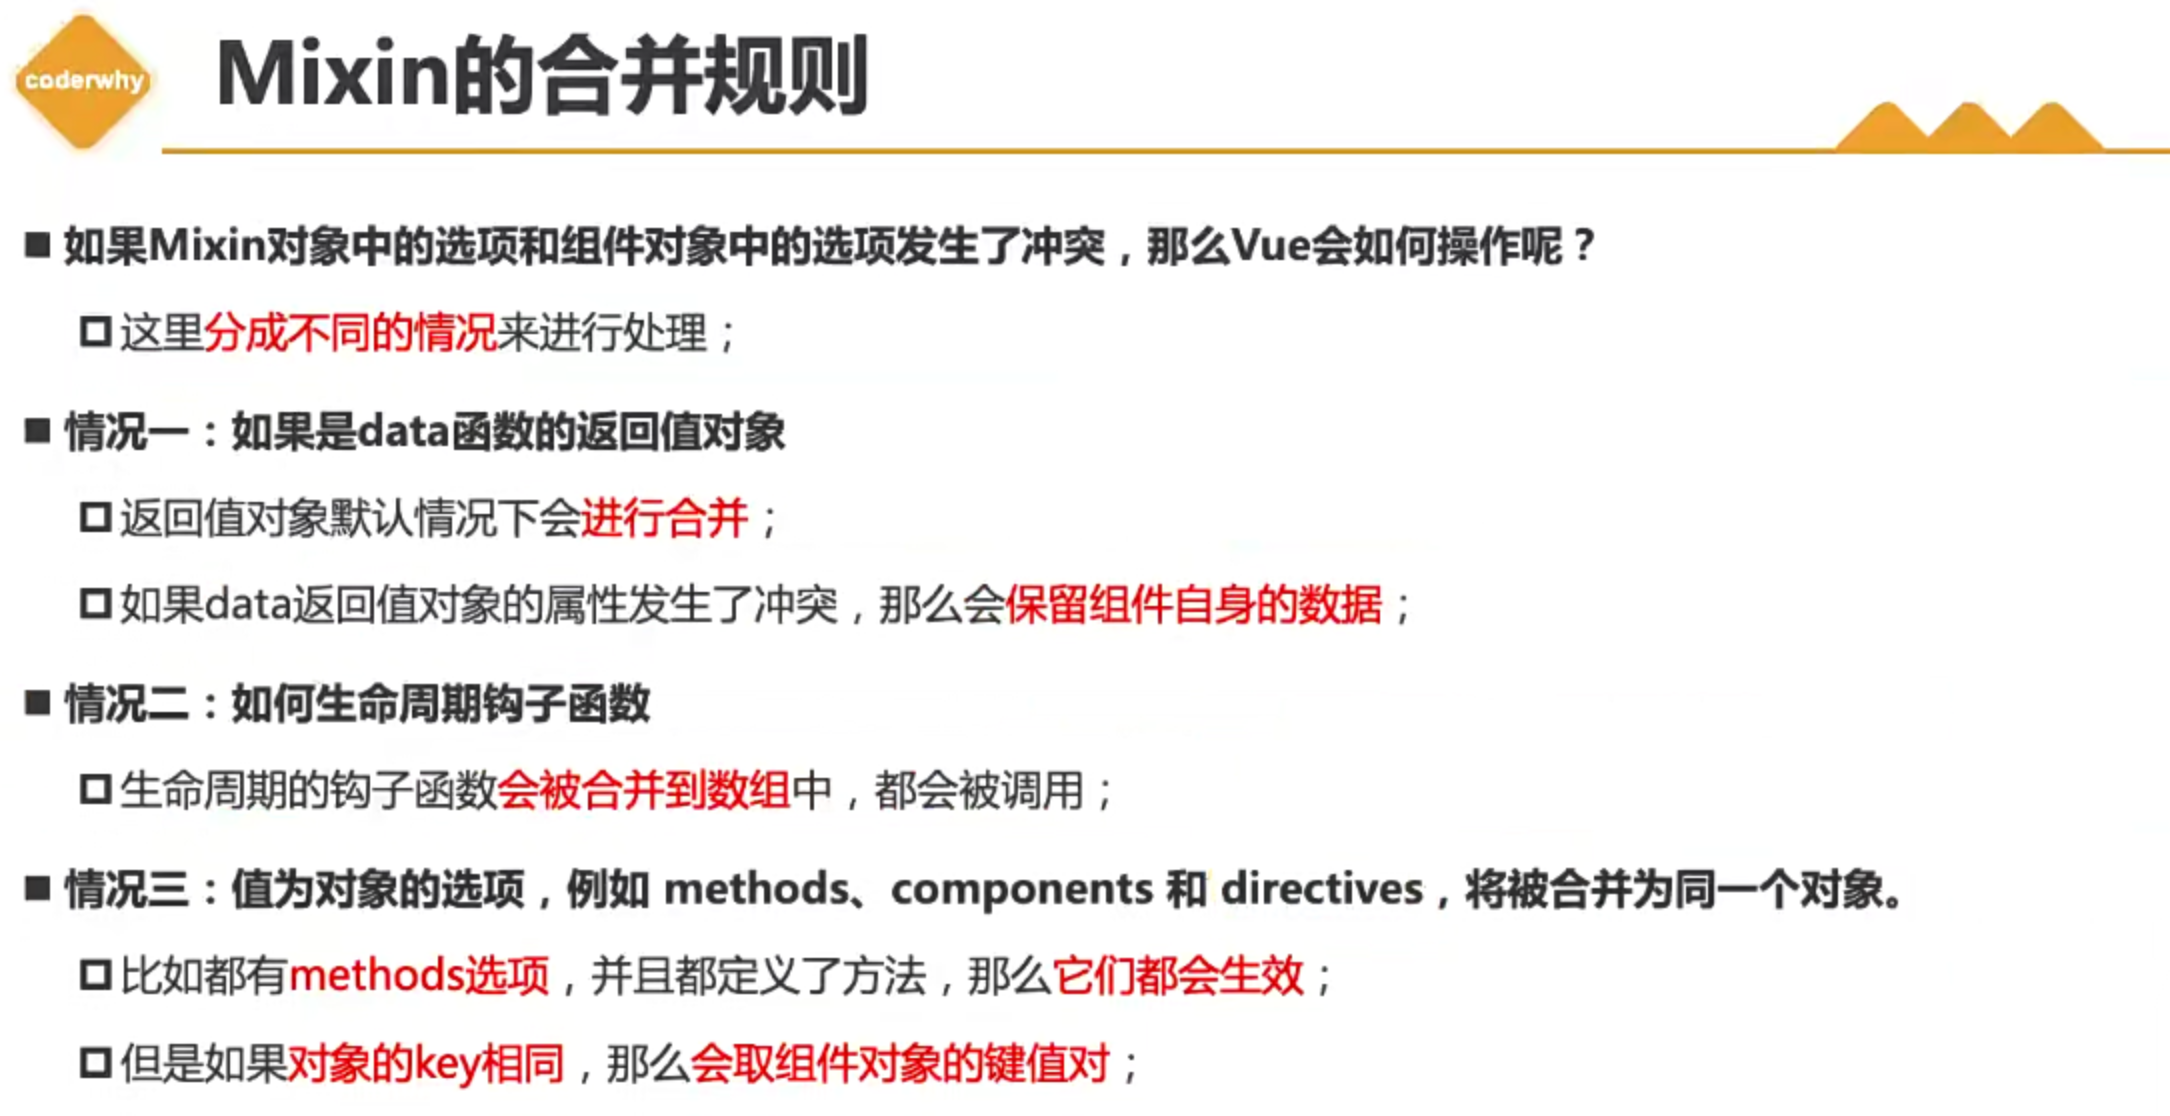 coderwhy
Mixin的合并规则
如果Mixin对象中的选项和组件对象中的选项发生了冲突，那么Vue会如何操作呢？
这里分成不同的情况来进行处理；
情况一：如果是data函数的返回值对象
返回值对象默认情况下会进行合并；
如果data返回值对象的属性发生了冲突，那么会保留组件自身的数据；
情况二：如何生命周期钩子函数
生命周期的钩子函数会被合并到数组中，都会被调用；
情况三：值为对象的选项，例如 methods、components 和 directives，将被合并为同一个对象。
比如都有methods选项，并且都定义了方法，那么它们都会生效；
但是如果对象的key相同，那么会取组件对象的键值对；